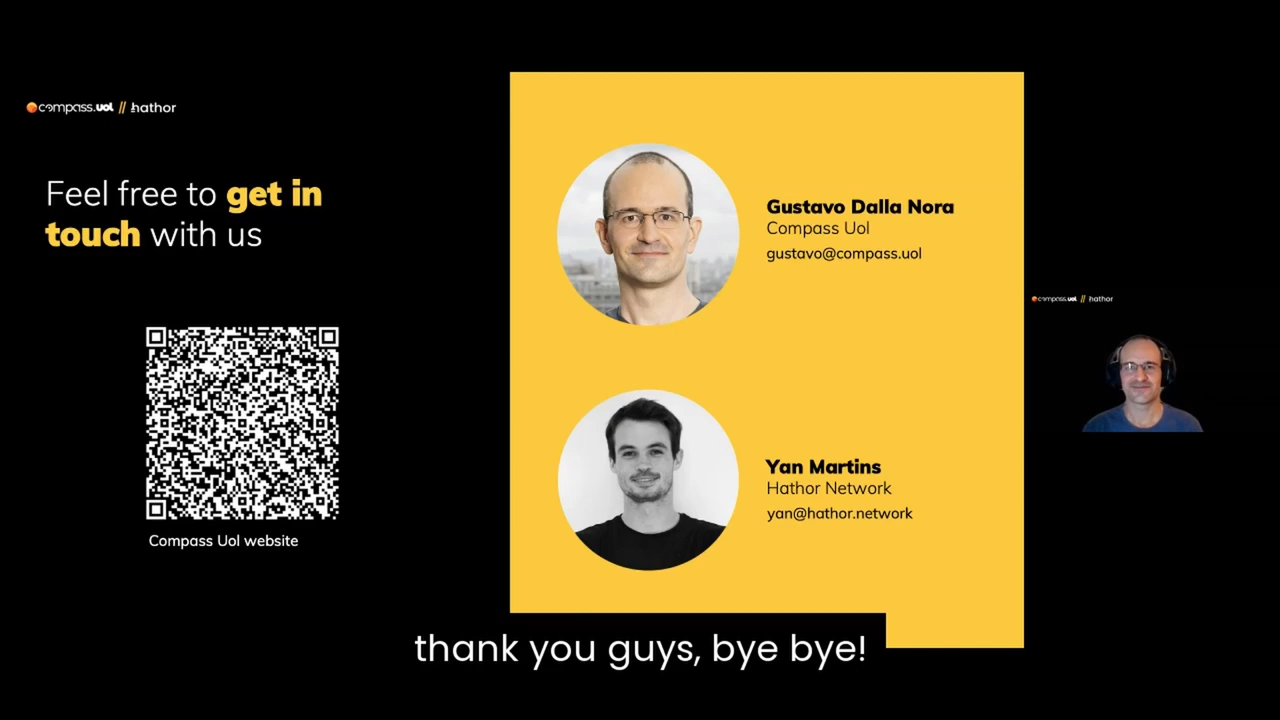 compass.uol // hathor
Feel free to get in
touch with us
Compass Uol website
Gustavo Dalla Nora
Compass Uol
gustavo@compass.uol
Yan Martins
Hathor Network
yan@hathor.network
compass.uol // hathor
thank you guys, bye bye!